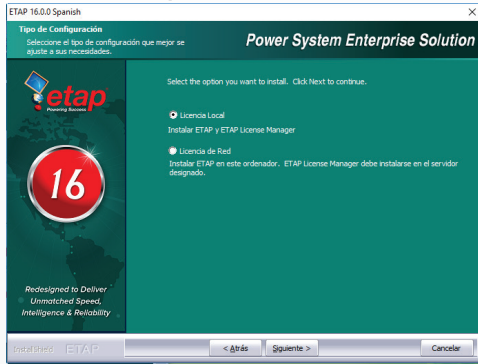 ETAP 16.0.0 Spanish
Tipo de Configuración
Seleccione el tipo de configuración que mejor se
ajuste a sus necesidades.
Power System Enterprise Solution
etap
Powering Success
16
Redesigned to Deliver
Unmatched Speed,
Intelligence & Reliability
Select the option you want to install. Click Next to continue.
Licencia Local
Instalar ETAP y ETAP License Manager
Licencia de Red
Instalar ETAP en este ordenador. ETAP License Manager debe instalarse en el servidor
designado.
InstallShield ETAP
< Atrás
Siguiente >
Cancelar